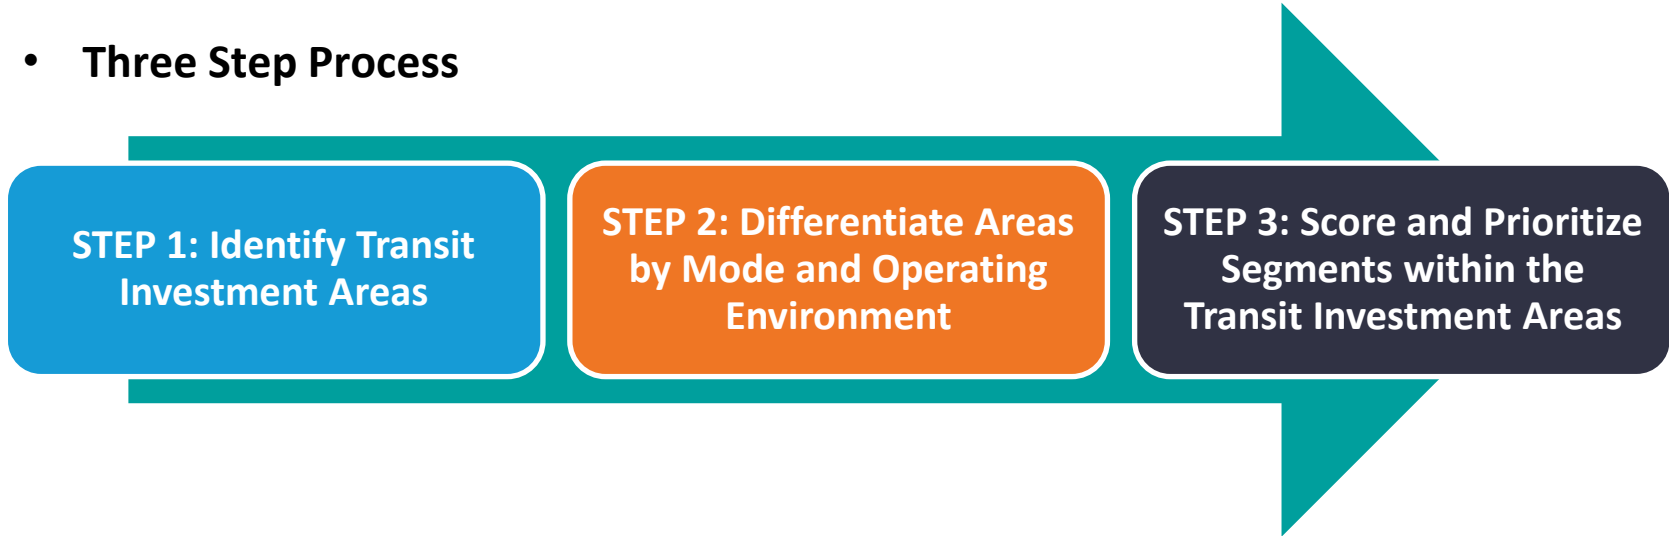 • Three Step Process
STEP 1: Identify Transit
Investment Areas
STEP 2: Differentiate Areas
by Mode and Operating
Environment
STEP 3: Score and Prioritize
Segments within the
Transit Investment Areas